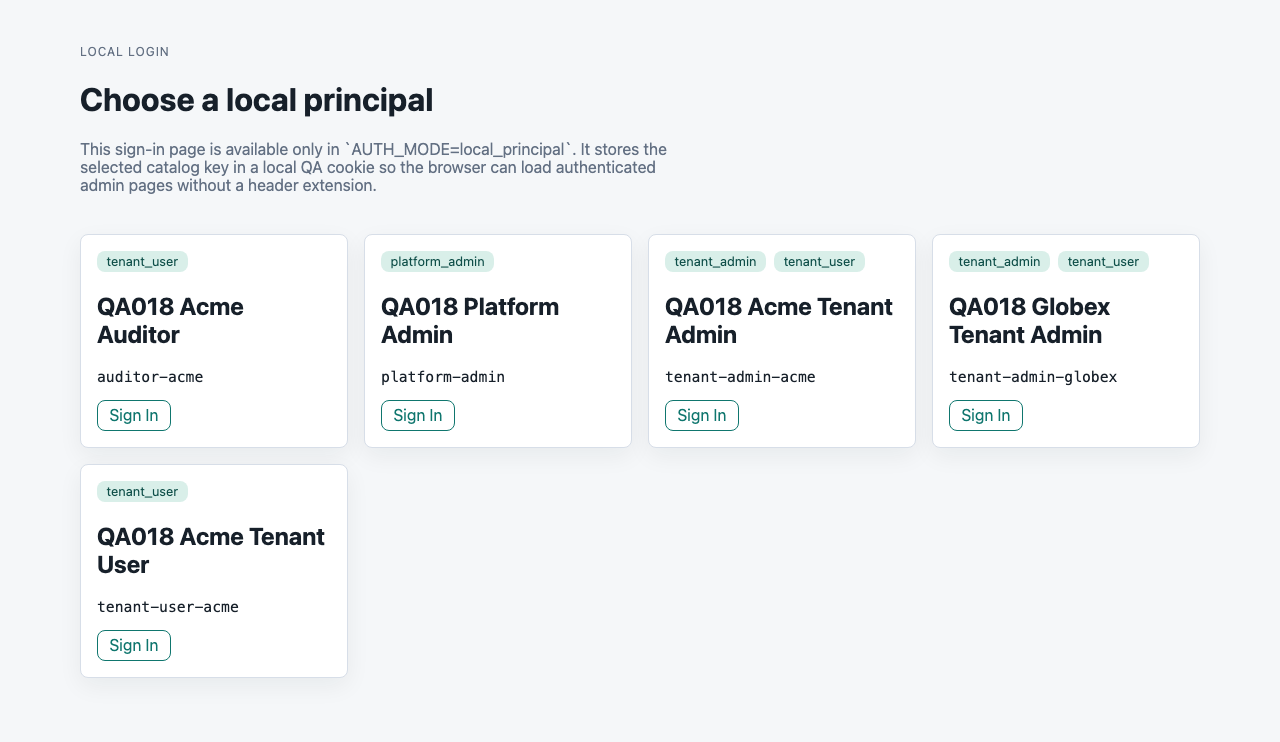 LOCAL LOGIN
Choose a local principal
This sign-in page is available only in `AUTH_MODE=local_principal`. It stores the
selected catalog key in a local QA cookie so the browser can load authenticated
admin pages without a header extension.
tenant_user
QA018 Acme
Auditor
auditor-acme
Sign In
platform_admin
QA018 Platform
Admin
platform-admin
Sign In
tenant_admin tenant_user
QA018 Acme Tenant
Admin
tenant-admin-acme
Sign In
tenant_admin tenant_user
QA018 Globex
Tenant Admin
tenant-admin-globex
Sign In
tenant_user
QA018 Acme Tenant
User
tenant-user-acme
Sign In